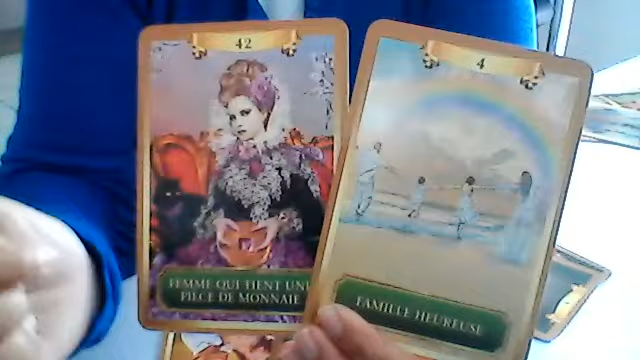 42
FEMME QUI TIENT UNE
PIÈCE DE MONNAIE
4
FAMILLE HEUREUSE